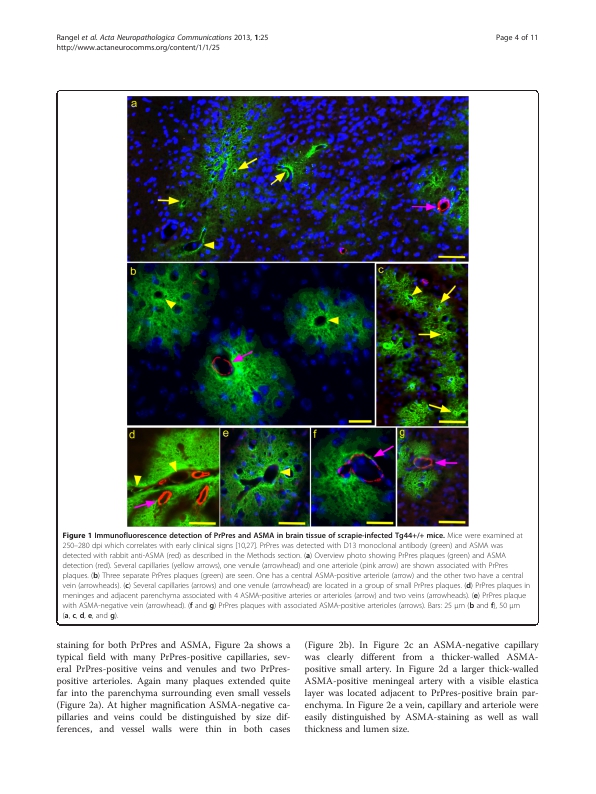 Rangel et al. Acta Neuropathologica Communications 2013, 1:25
http://www.actaneurocomms.org/content/1/1/25
Page 4 of 11
a
b
c
d
e
f
g
Figure 1 Immunofluorescence detection of PrPres and ASMA in brain tissue of scrapie-infected Tg44+/+ mice. Mice were examined at
250–280 dpi which correlates with early clinical signs [10,27]. PrPres was detected with D13 monoclonal antibody (green) and ASMA was
detected with rabbit anti-ASMA (red) as described in the Methods section. (a) Overview photo showing PrPres plaques (green) and ASMA
detection (red). Several capillaries (yellow arrows), one venule (arrowhead) and one arteriole (pink arrow) are shown associated with PrPres
plaques. (b) Three separate PrPres plaques (green) are seen. One has a central ASMA-positive arteriole (arrow) and the other two have a central
vein (arrowheads). (c) Several capillaries (arrows) and one venule (arrowhead) are located in a group of small PrPres plaques. (d) PrPres plaques in
meninges and adjacent parenchyma associated with 4 ASMA-positive arteries or arterioles (arrow) and two veins (arrowheads). (e) PrPres plaque
with ASMA-negative vein (arrowhead). (f and g) PrPres plaques with associated ASMA-positive arterioles (arrows). Bars: 25 μm (b and f), 50 μm
(a, c, d, e, and g).
staining for both PrPres and ASMA, Figure 2a shows a
typical field with many PrPres-positive capillaries, sev-
eral PrPres-positive veins and venules and two PrPres-
positive arterioles. Again many plaques extended quite
far into the parenchyma surrounding even small vessels
(Figure 2a). At higher magnification ASMA-negative ca-
pillaries and veins could be distinguished by size dif-
ferences, and vessel walls were thin in both cases
(Figure 2b). In Figure 2c an ASMA-negative capillary
was clearly different from a thicker-walled ASMA-
positive small artery. In Figure 2d a larger thick-walled
ASMA-positive meningeal artery with a visible elastica
layer was located adjacent to PrPres-positive brain par-
enchyma. In Figure 2e a vein, capillary and arteriole were
easily distinguished by ASMA-staining as well as wall
thickness and lumen size.